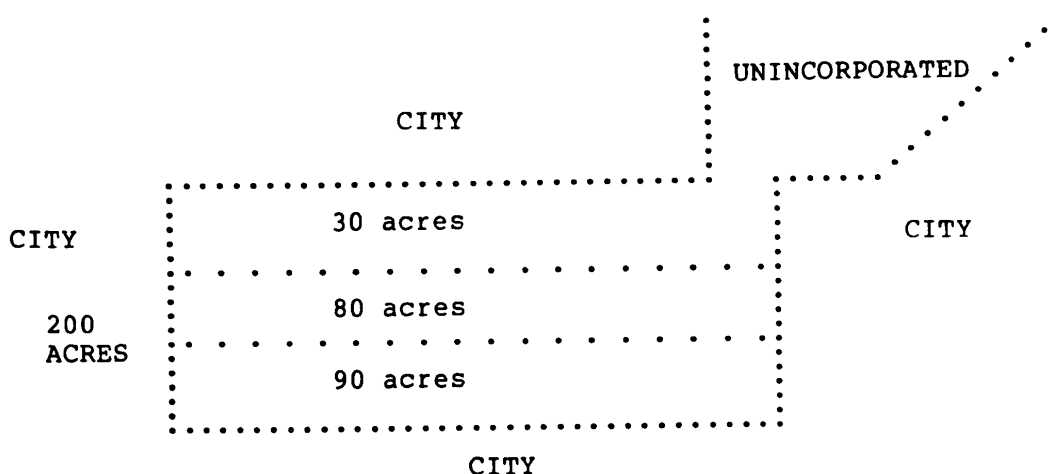 UNINCORPORATED
CITY
30 acres
CITY
CITY
80 acres
200
ACRES
90 acres
CITY